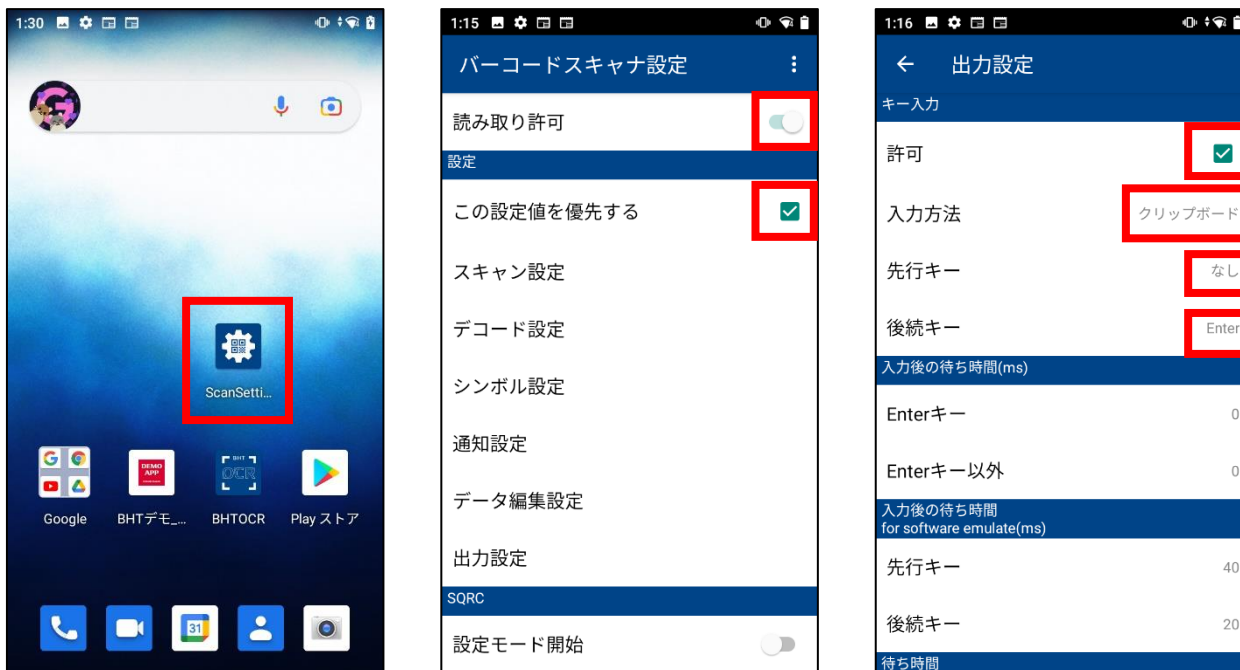 1:30
ScanSetti...
DEMO
APP
BHT
OCR
Google
BHTデモ_...
BHTOCR
Play ストア
31
1:15
バーコードスキャナ設定
読み取り許可
設定
この設定値を優先する
スキャン設定
デコード設定
シンボル設定
通知設定
データ編集設定
出力設定
SQRC
設定モード開始
1:16
出力設定
キー入力
許可
入力方法 クリップボード
先行キー なし
後続キー Enter
入力後の待ち時間(ms)
Enterキー 0
Enterキー以外 0
入力後の待ち時間
for software emulate(ms)
先行キー 40
後続キー 20
待ち時間